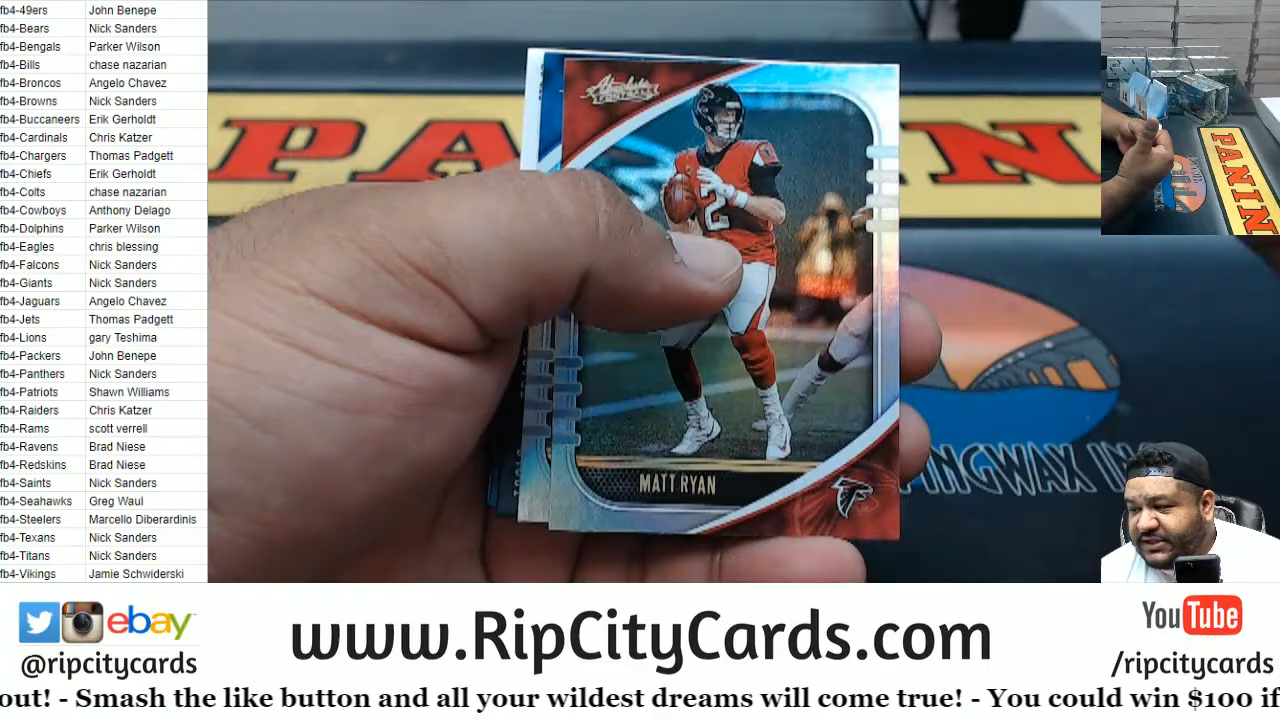 fb4-49ers John Benepe
fb4-Bears Nick Sanders
fb4-Bengals Parker Wilson
fb4-Bills chase nazarian
fb4-Broncos Angelo Chavez
fb4-Browns Nick Sanders
fb4-Buccaneers Erik Gerholdt
fb4-Cardinals Chris Katzer
fb4-Chargers Thomas Padgett
fb4-Chiefs Erik Gerholdt
fb4-Colts chase nazarian
fb4-Cowboys Anthony Delago
fb4-Dolphins Parker Wilson
fb4-Eagles chris blessing
fb4-Falcons Nick Sanders
fb4-Giants Nick Sanders
fb4-Jaguars Angelo Chavez
fb4-Jets Thomas Padgett
fb4-Lions gary Teshima
fb4-Packers John Benepe
fb4-Panthers Nick Sanders
fb4-Patriots Shawn Williams
fb4-Raiders Chris Katzer
fb4-Rams scott verrell
fb4-Ravens Brad Niese
fb4-Redskins Brad Niese
fb4-Saints Nick Sanders
fb4-Seahawks Greg Waul
fb4-Steelers Marcello Diberardinis
fb4-Texans Nick Sanders
fb4-Titans Nick Sanders
fb4-Vikings Jamie Schwiderski
Absolute
FOOTBALL
2
MATT RYAN
PA N
PINGWAX IN
PANIN
ebay
@ripcitycards
www.RipCityCards.com
YouTube
/ripcitycards
out! - Smash the like button and all your wildest dreams will come true! - You could win $100 if